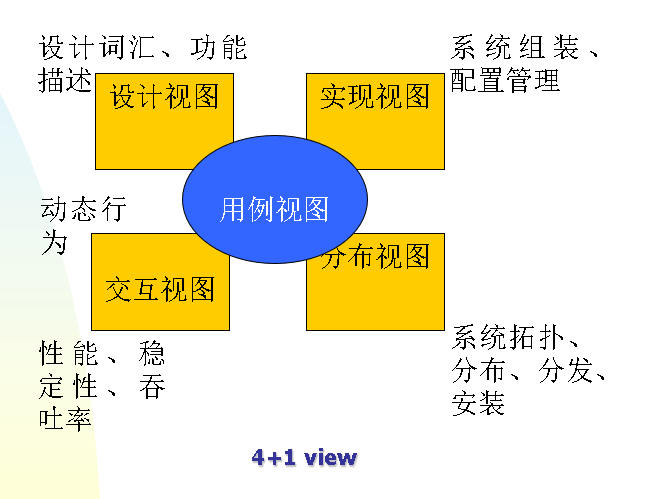 设计词汇、功能
描述
设计视图
实现视图
系统组装、
配置管理
动态行
为
用例视图
交互视图
分布视图
性能、稳
定性、吞
吐率
系统拓扑、
分布、分发、
安装
4+1 view